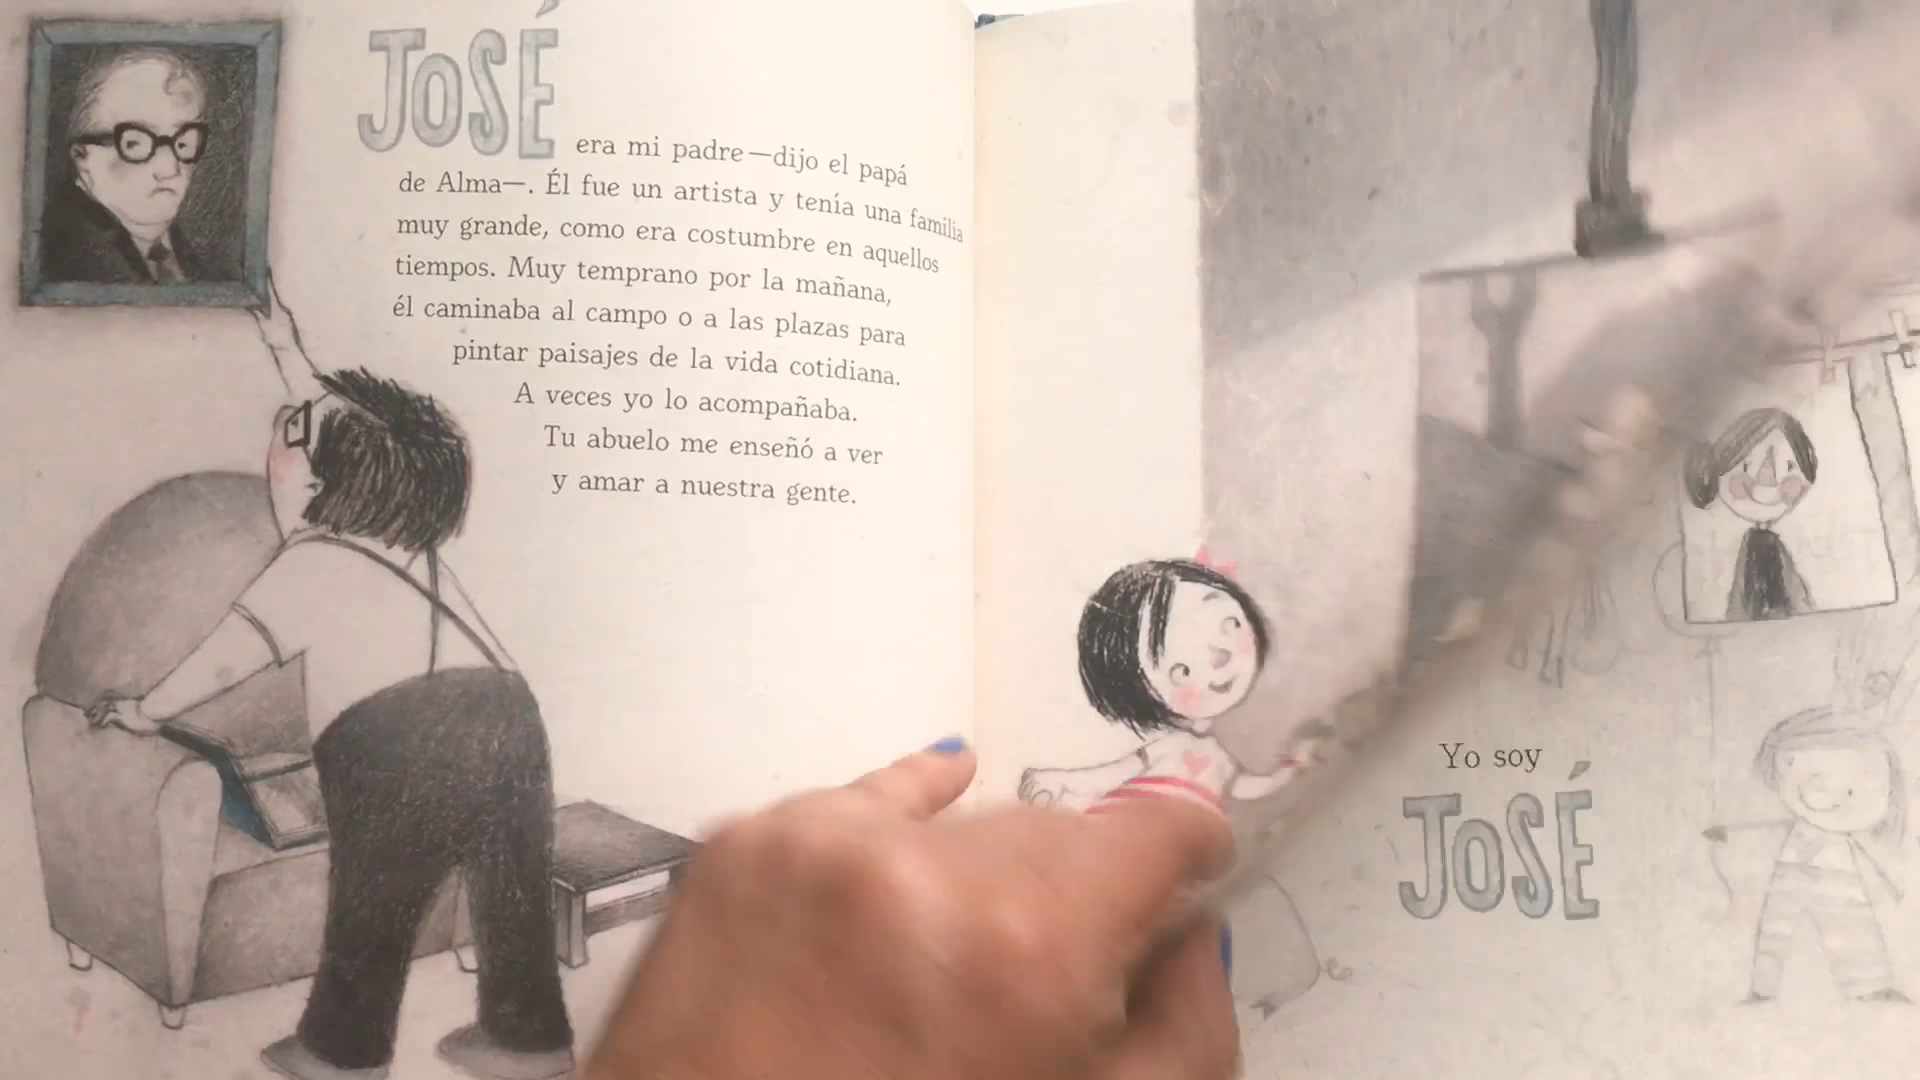 JOSÉ
era mi padre—dijo el papá
de Alma—. Él fue un artista y tenía una familia
muy grande, como era costumbre en aquellos
tiempos. Muy temprano por la mañana,
él caminaba al campo o a las plazas para
pintar paisajes de la vida cotidiana.
A veces yo lo acompañaba.
Tu abuelo me enseñó a ver
y amar a nuestra gente.
Yo soy
JOSÉ